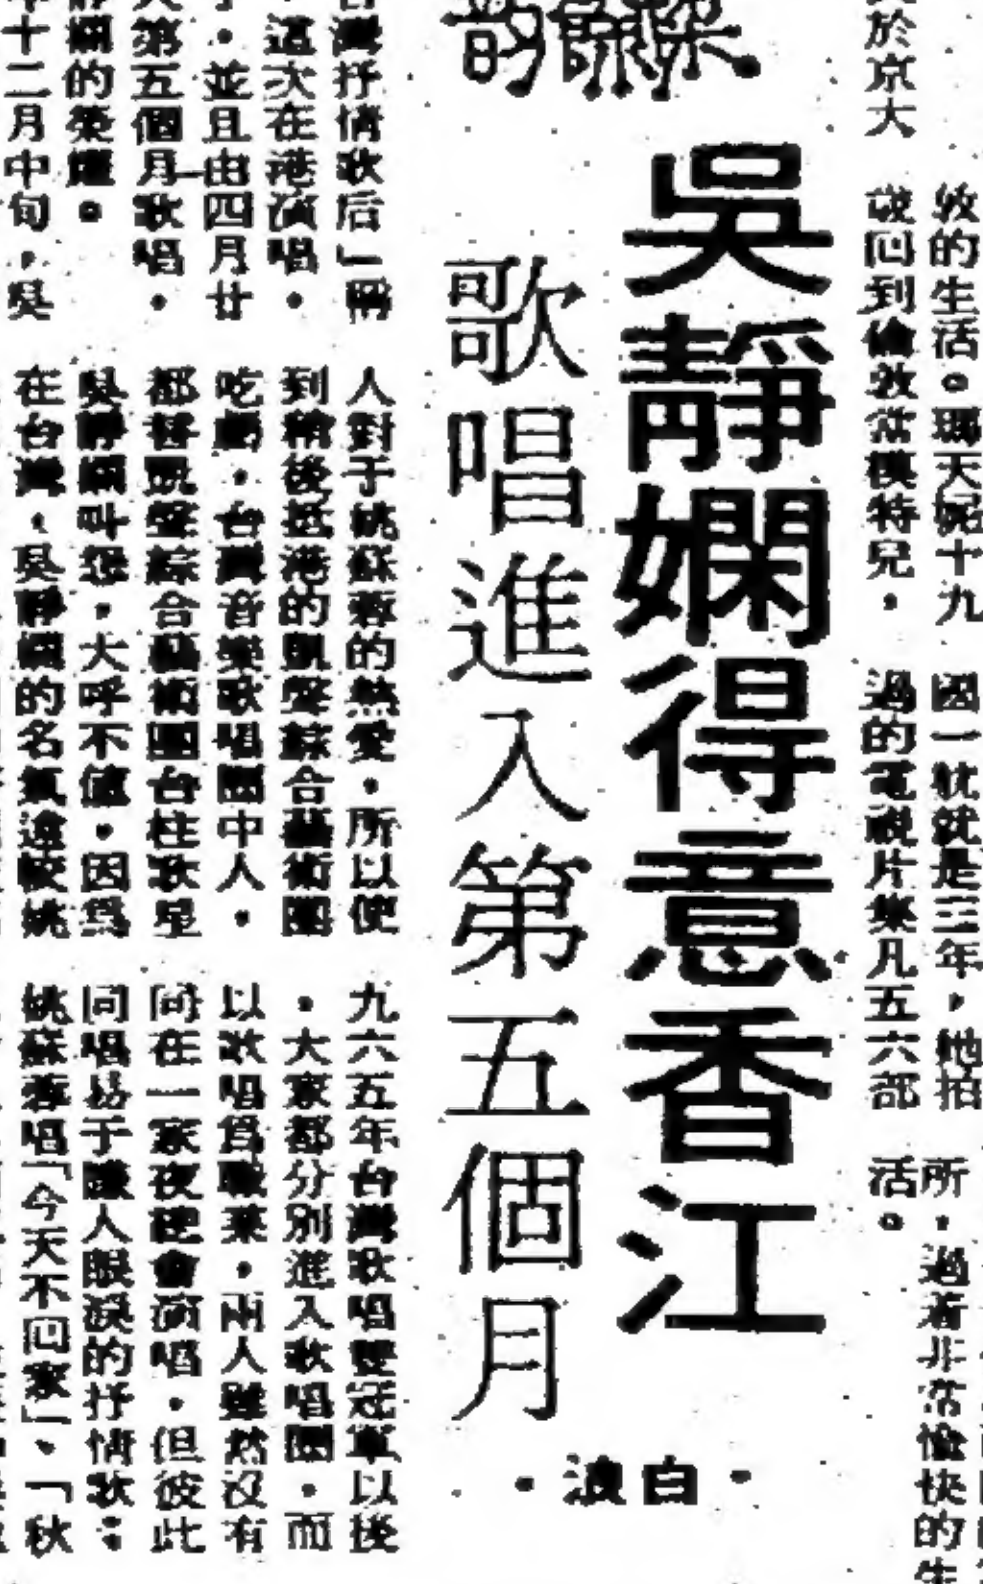 於京大
敦的生活。瑪天妮十九
歲回到倫敦當模特兒，
國一躭就是三年，她拍
過的電視片集凡五六部
所，過着非常愉快的生
活。
樑餘韵
吳靜嫻得意香江
歌唱進入第五個月
•白浪•
台灣抒情歌后」稱
，這次在港演唱，
，並且由四月廿
第五個月歌唱，
靜嫻的榮耀。
年十二月中旬，吳
人對于姚蘇蓉的熱愛，所以使
到稍後抵港的凱聲綜合藝術團
吃虧，台灣音樂歌唱團中人，
都替凱聲綜合藝術團台柱歌星
吳靜嫻叫怨，大呼不值，因爲
在台灣，吳靜嫻的名氣遠較姚
九六五年台灣歌唱雙冠軍以後
，大家都分別進入歌唱團，而
以歌唱爲職業，兩人雖然沒有
同在一家夜總會演唱，但彼此
同唱易于賺人眼淚的抒情歌；
姚蘇蓉唱「今天不回家」、「秋